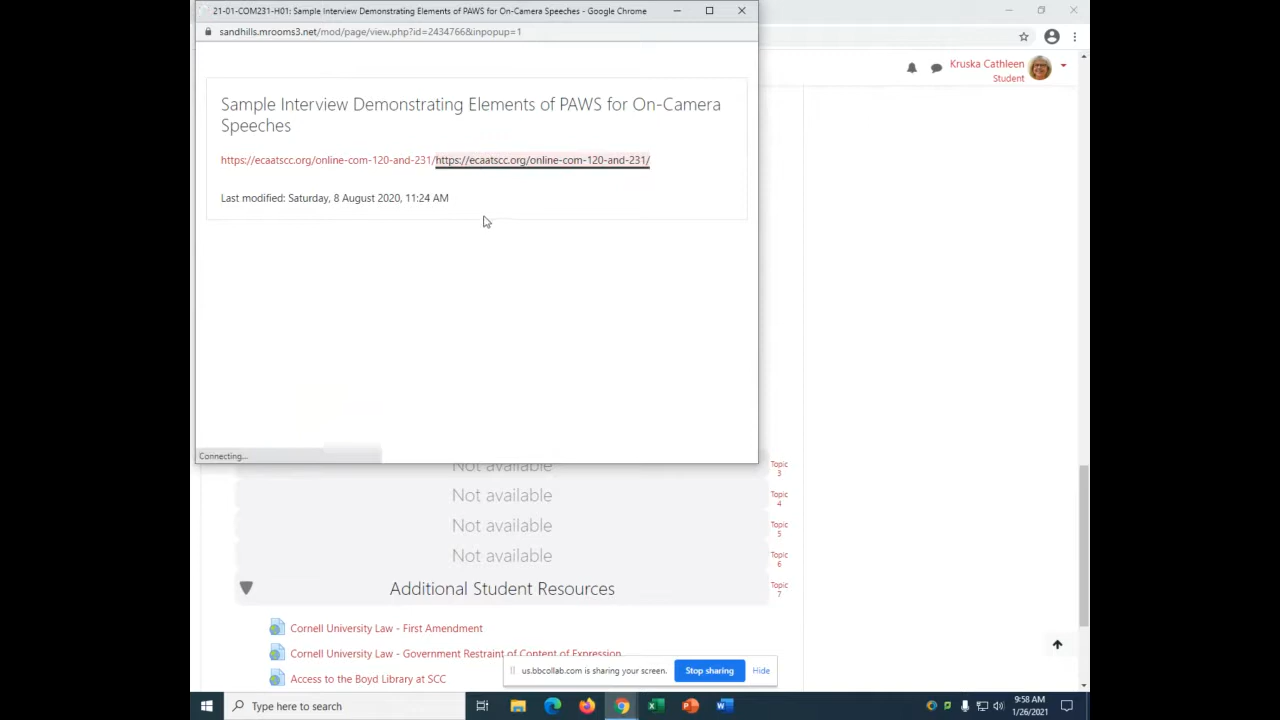 21-01-COM231-H01: Sample Interview Demonstrating Elements of PAWS for On-Camera Speeches - Google Chrome
sandhills.mrooms3.net/mod/page/view.php?id=2434766&inpopup=1
Kruska Cathleen
Student
Sample Interview Demonstrating Elements of PAWS for On-Camera
Speeches
https://ecaatscc.org/online-com-120-and-231/https://ecaatscc.org/online-com-120-and-231/
Last modified: Saturday, 8 August 2020, 11:24 AM
Connecting...
Not available
Topic
3
Not available
Topic
4
Not available
Topic
5
Not available
Topic
6
Additional Student Resources
Topic
7
Cornell University Law - First Amendment
Cornell University Law - Government Restraint of Content of Expression
us.bbcollab.com is sharing your screen.
Stop sharing
Hide
Access to the Boyd Library at SCC
Type here to search
9:58 AM
1/26/2021